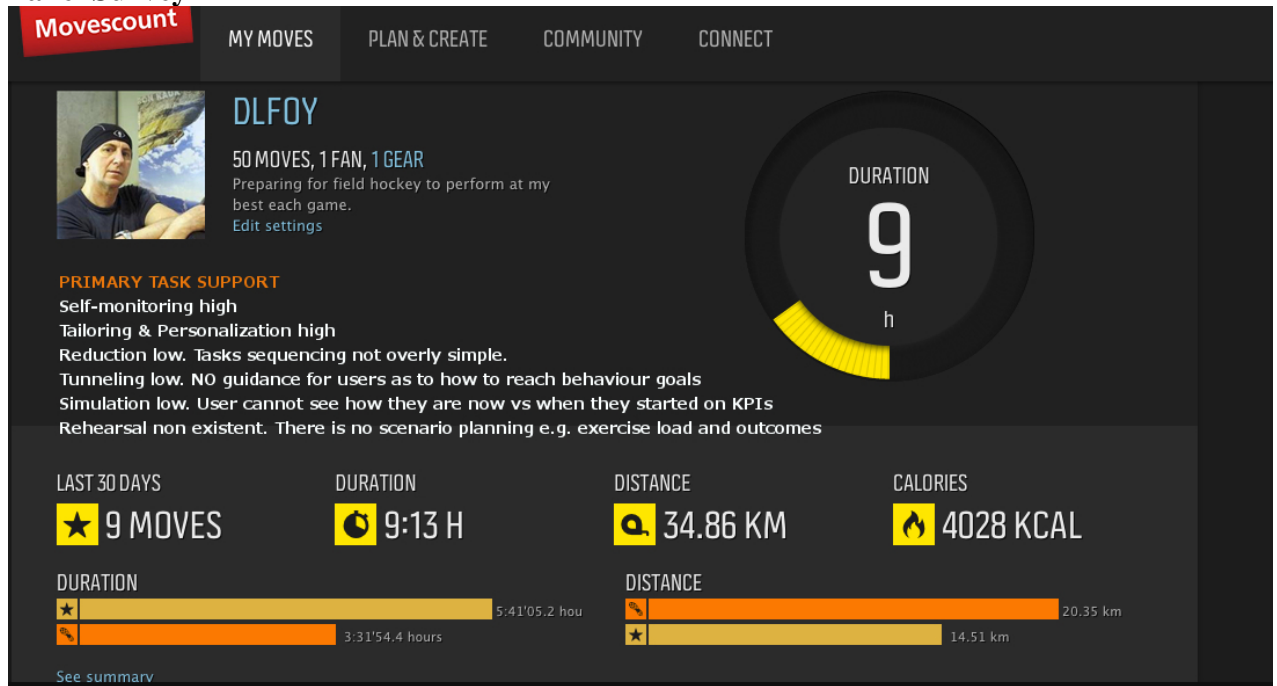 Movescount
MY MOVES
PLAN & CREATE
COMMUNITY
CONNECT
DLFOY
50 MOVES, 1 FAN, 1 GEAR
Preparing for field hockey to perform at my
best each game.
Edit settings
DURATION
9
h
PRIMARY TASK SUPPORT
Self-monitoring high
Tailoring & Personalization high
Reduction low. Tasks sequencing not overly simple.
Tunneling low. NO guidance for users as to how to reach behaviour goals
Simulation low. User cannot see how they are now vs when they started on KPIs
Rehearsal non existent. There is no scenario planning e.g. exercise load and outcomes
LAST 30 DAYS
9 MOVES
DURATION
9:13 H
DISTANCE
34.86 KM
CALORIES
4028 KCAL
DURATION
5:41'05.2 hou
3:31'54.4 hours
DISTANCE
20.35 km
14.51 km
See summary